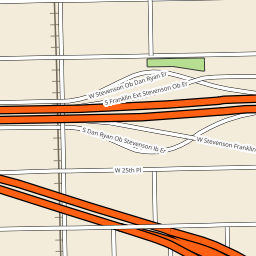 W Stevenson Ob Dan Ryan Er
S Franklin Ext Stevenson Ob Er
S Dan Ryan Ob Stevenson Ib Er
W Stevenson Franklin
W 25th Pl